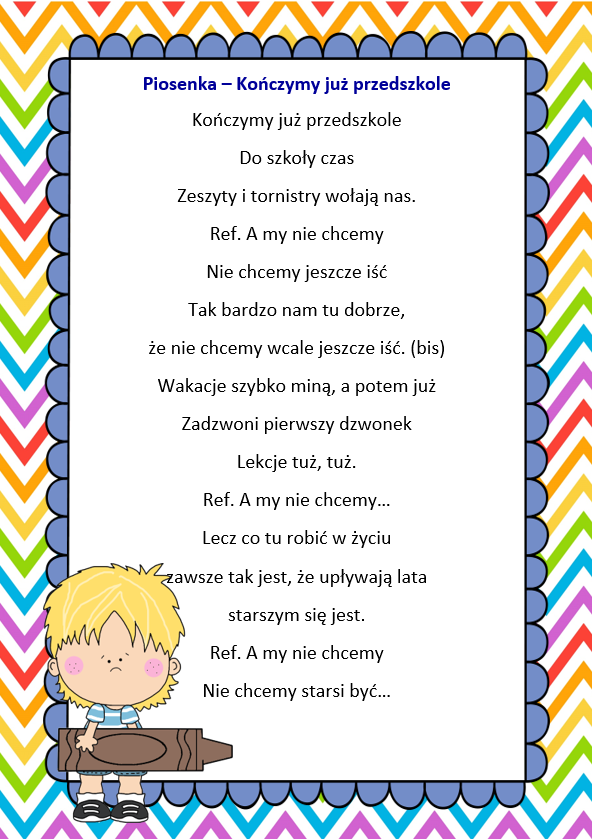 Piosenka – Kończymy już przedszkole
Kończymy już przedszkole
Do szkoły czas
Zeszyty i tornistry wołają nas.
Ref. A my nie chcemy
Nie chcemy jeszcze iść
Tak bardzo nam tu dobrze,
że nie chcemy wcale jeszcze iść. (bis)
Wakacje szybko miną, a potem już
Zadzwoni pierwszy dzwonek
Lekcje tuż, tuż.
Ref. A my nie chcemy…
Lecz co tu robić w życiu
zawsze tak jest, że upływają lata
starszym się jest.
Ref. A my nie chcemy
Nie chcemy starsi być…